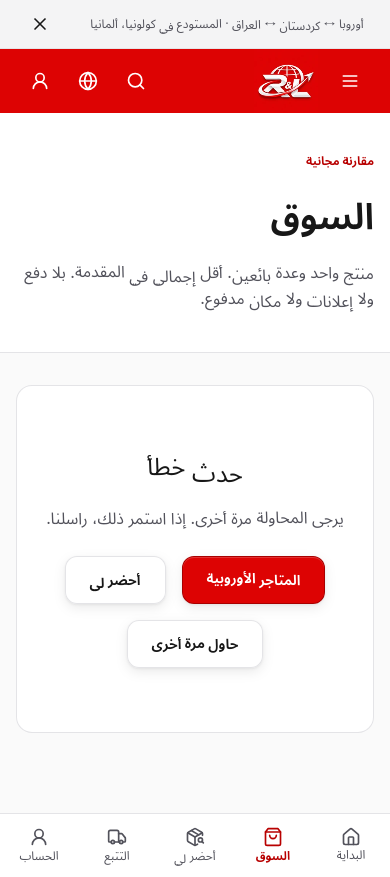 أوروبا ↔ كردستان ↔ العراق · المستودع في كولونيا، ألمانيا
R&L
مقارنة مجانية
السوق
منتج واحد وعدة بائعين. أقل إجمالي في المقدمة. بلا دفع
ولا إعلانات ولا مكان مدفوع.
حدث خطأ
يرجى المحاولة مرة أخرى. إذا استمر ذلك، راسلنا.
المتاجر الأوروبية
أحضر لي
حاول مرة أخرى
البداية
السوق
أحضر لي
التتبع
الحساب